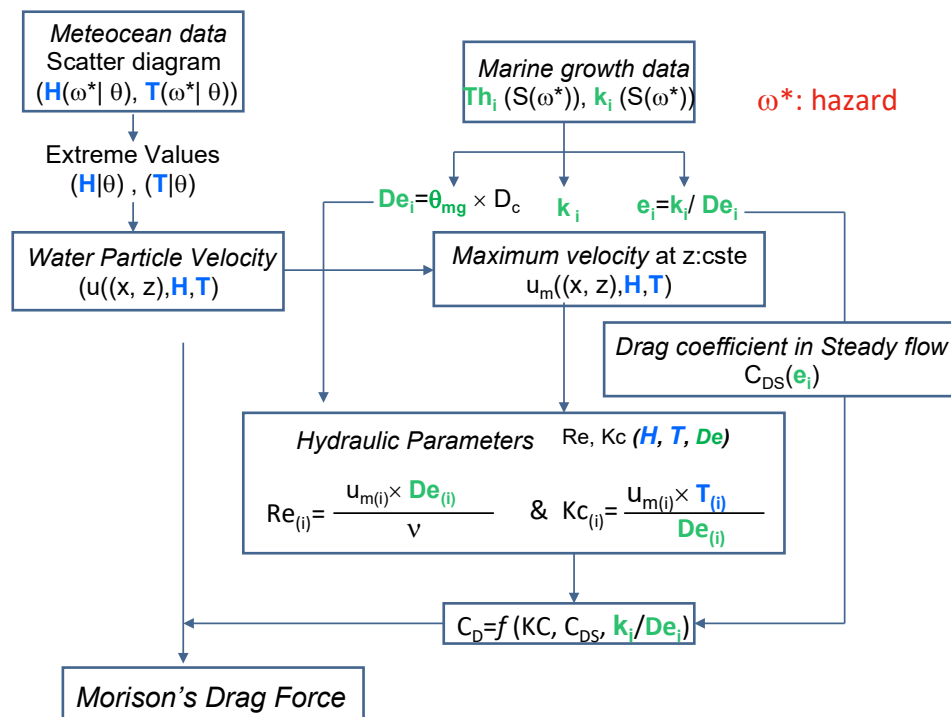 Meteocean data
Scatter diagram
(H(ω*| θ), T(ω*| θ))
Marine growth data
Thi (S(ω*)), ki (S(ω*))
ω*: hazard
Extreme Values
(H|θ) , (T|θ)
Dei=θmg × Dc
k i
ei=ki/ Dei
Water Particle Velocity
(u((x, z),H,T)
Maximum velocity at z:cste
um((x, z),H,T)
Drag coefficient in Steady flow
CDS(ei)
Hydraulic Parameters Re, Kc (H, T, De)
Re(i)= um(i)× De(i) / ν & Kc(i)= um(i)× T(i) / De(i)
CD=f (KC, CDS, ki/Dei)
Morison's Drag Force